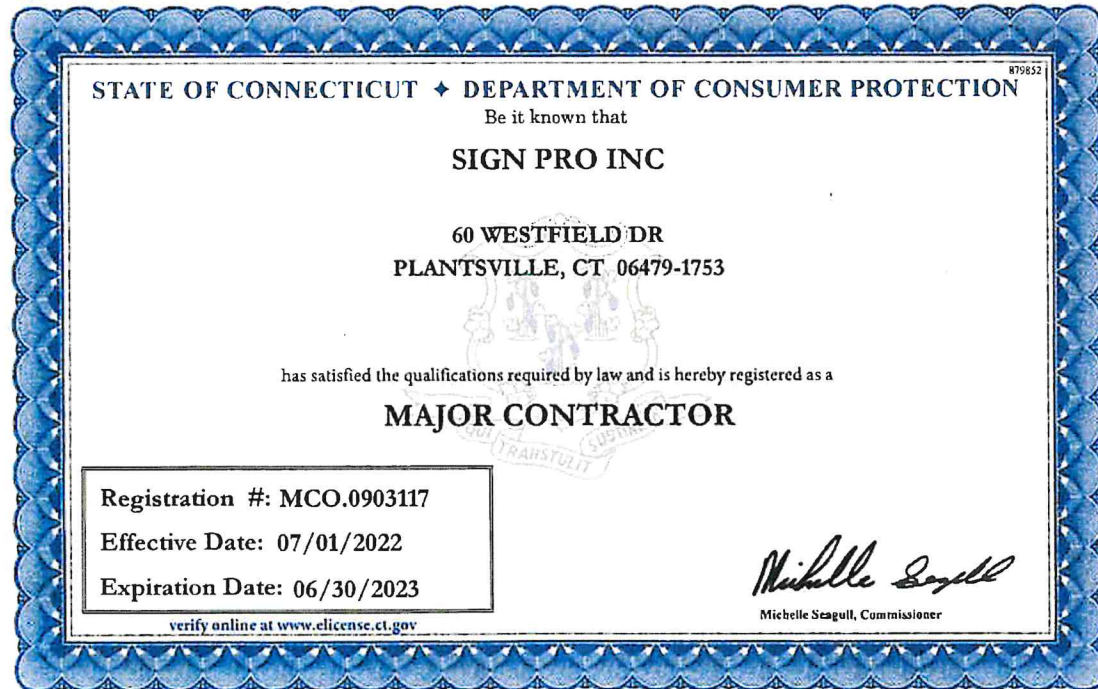 879852
STATE OF CONNECTICUT ✦ DEPARTMENT OF CONSUMER PROTECTION
Be it known that
SIGN PRO INC
60 WESTFIELD DR
PLANTSVILLE, CT 06479-1753
has satisfied the qualifications required by law and is hereby registered as a
MAJOR CONTRACTOR
QUI TRANSTULIT SUSTINET
Registration #: MCO.0903117
Effective Date: 07/01/2022
Expiration Date: 06/30/2023
verify online at www.elicense.ct.gov
Michelle Seagull
Michelle Seagull, Commissioner